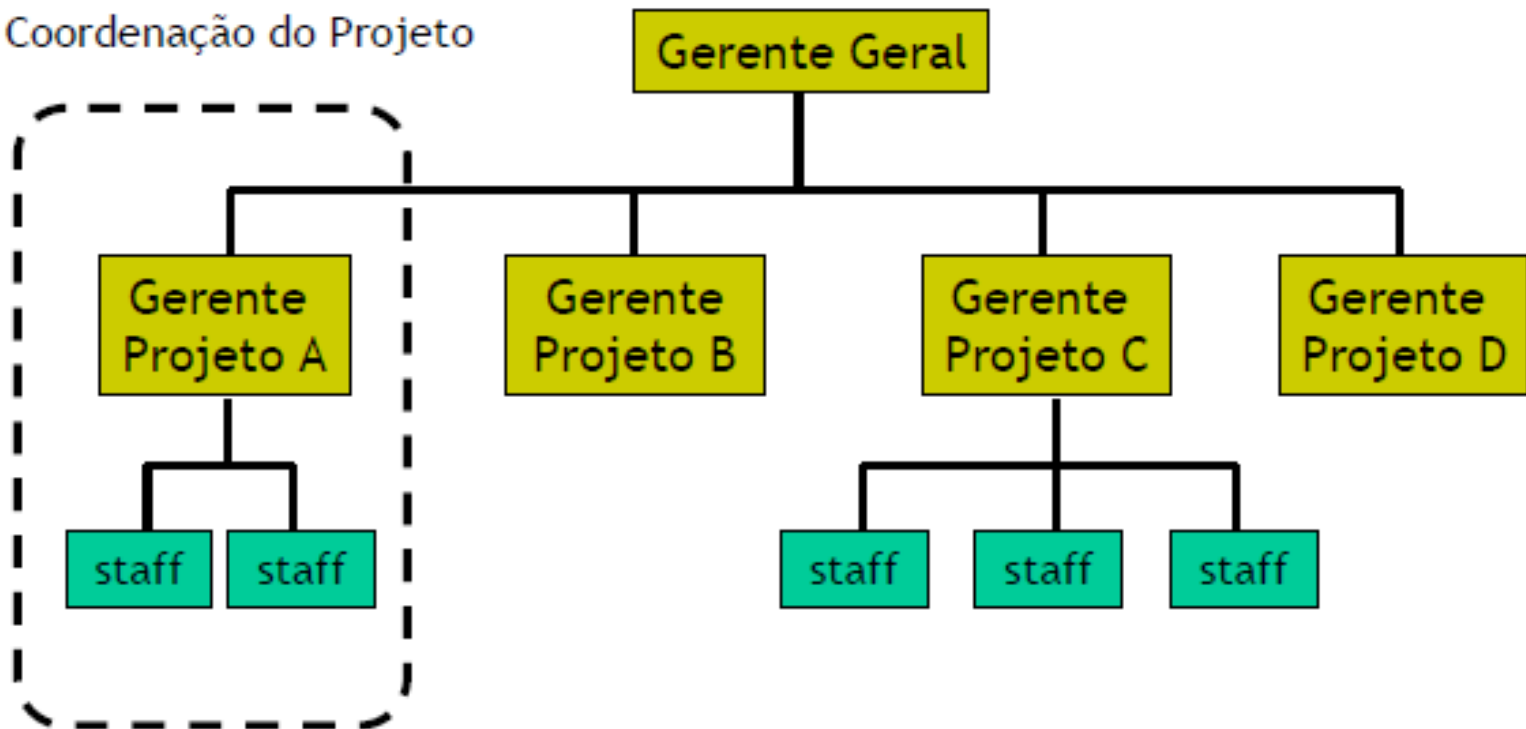 Coordenação do Projeto
Gerente Geral
Gerente
Projeto A
Gerente
Projeto B
Gerente
Projeto C
Gerente
Projeto D
staff
staff
staff
staff
staff